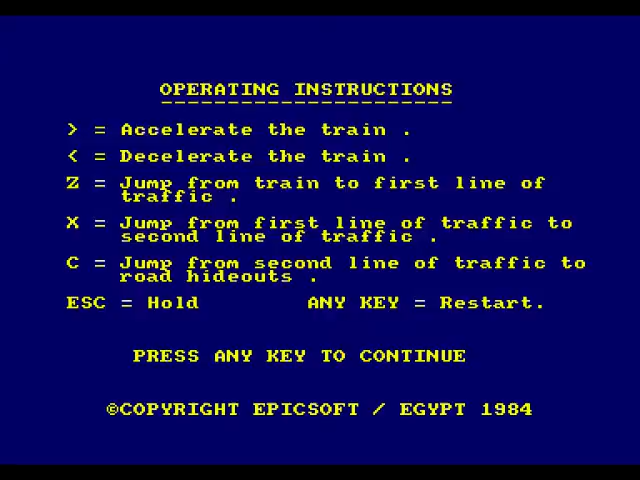 OPERATING INSTRUCTIONS
----------------------
> = Accelerate the train .
< = Decelerate the train .
Z = Jump from train to first line of
traffic .
X = Jump from first line of traffic to
second line of traffic .
C = Jump from second line of traffic to
road hideouts .
ESC = Hold ANY KEY = Restart.
PRESS ANY KEY TO CONTINUE
©COPYRIGHT EPICSOFT / EGYPT 1984